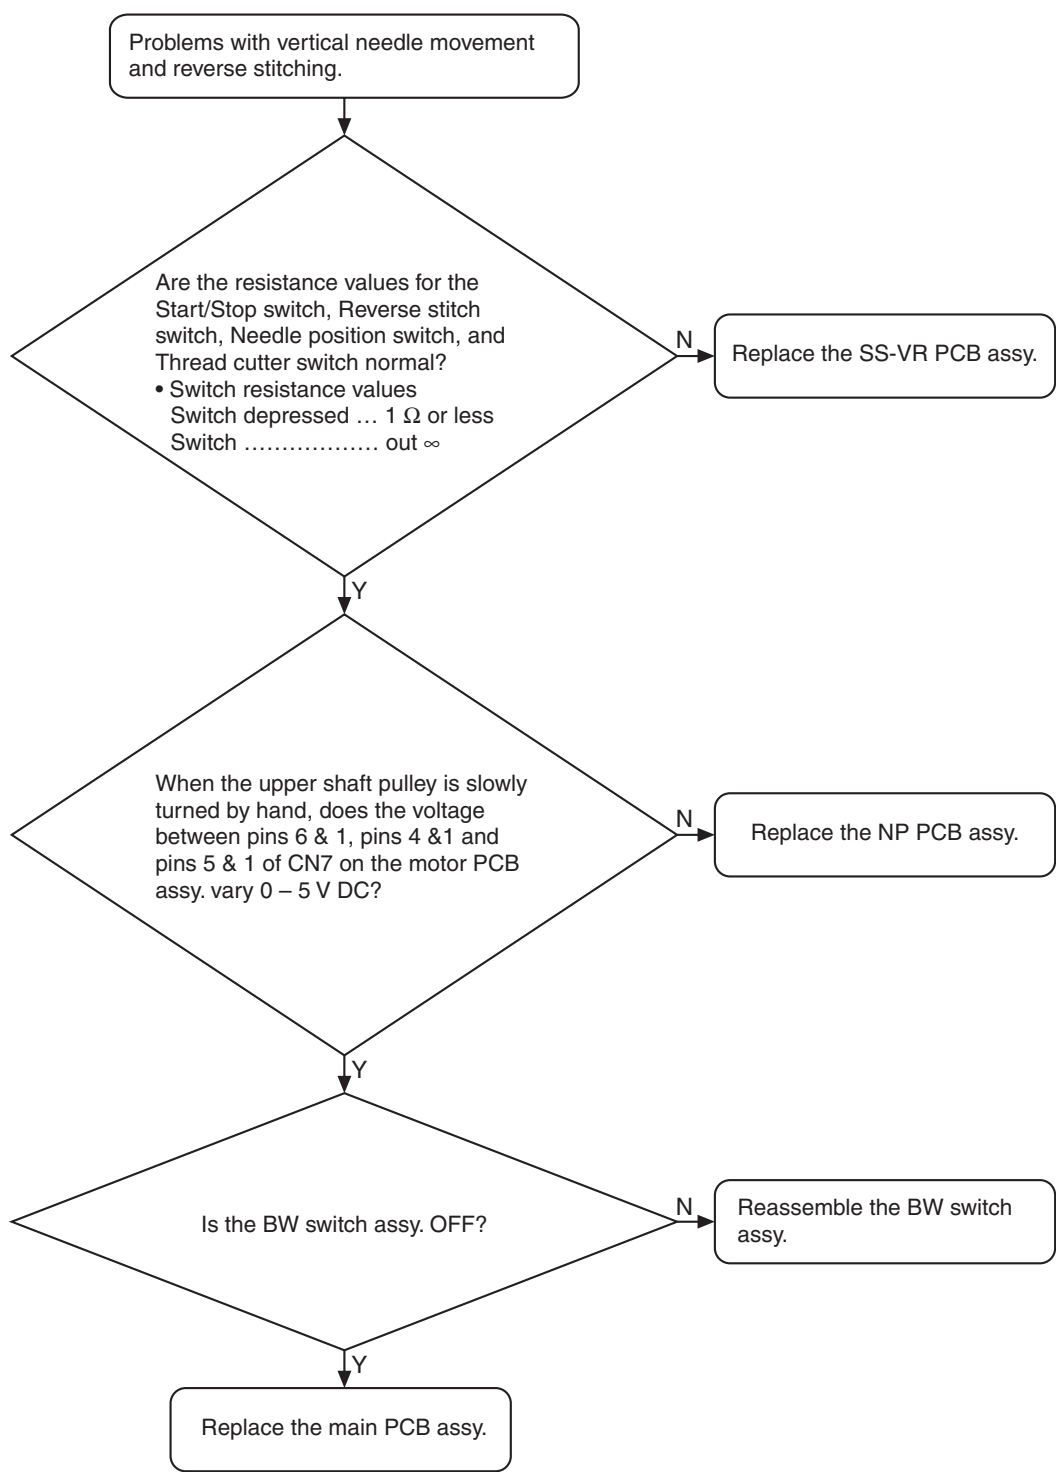 Problems with vertical needle movement
and reverse stitching.
Are the resistance values for the
Start/Stop switch, Reverse stitch
switch, Needle position switch, and
Thread cutter switch normal?
• Switch resistance values
Switch depressed … 1 Ω or less
Switch ……………… out ∞
N
Replace the SS-VR PCB assy.
Y
When the upper shaft pulley is slowly
turned by hand, does the voltage
between pins 6 & 1, pins 4 &1 and
pins 5 & 1 of CN7 on the motor PCB
assy. vary 0 – 5 V DC?
N
Replace the NP PCB assy.
Y
Is the BW switch assy. OFF?
N
Reassemble the BW switch
assy.
Y
Replace the main PCB assy.